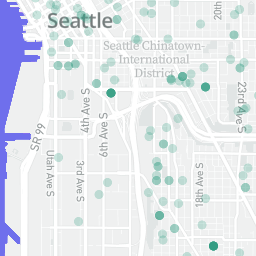 Seattle
Seattle Chinatown-
International
District
20th
23rd Ave S
4th Ave S
6th Ave S
SR 99
Utah Ave S
3rd Ave S
18th Ave S